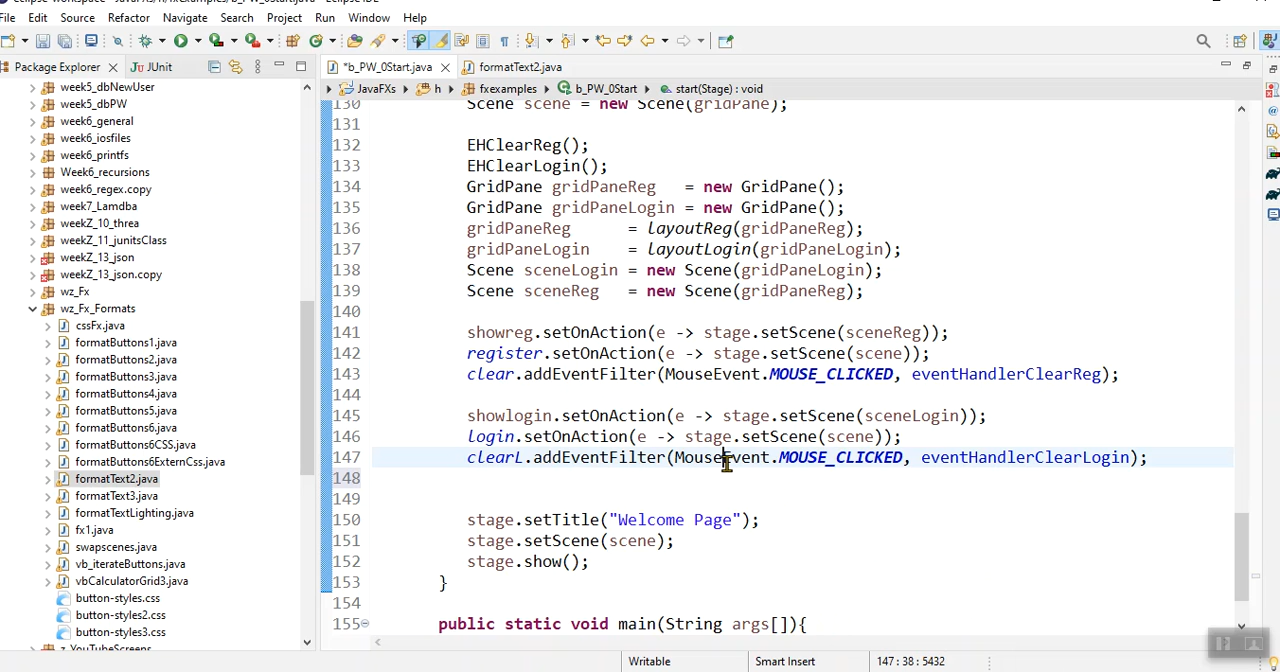 File Edit Source Refactor Navigate Search Project Run Window Help
Package Explorer JUnit
*b_PW_0Start.java formatText2.java
JavaFXs h fxexamples b_PW_0Start start(Stage) : void
week5_dbNewUser
week5_dbPW
week6_general
week6_iosfiles
week6_printfs
Week6_recursions
week6_regex.copy
week7_Lamdba
weekZ_10_threa
weekZ_11_junitsClass
weekZ_13_json
weekZ_13_json.copy
wz_Fx
wz_Fx_Formats
cssFx.java
formatButtons1.java
formatButtons2.java
formatButtons3.java
formatButtons4.java
formatButtons5.java
formatButtons6.java
formatButtons6CSS.java
formatButtons6ExternCss.java
formatText2.java
formatText3.java
formatTextLighting.java
fx1.java
swapscenes.java
vb_iterateButtons.java
vbCalculatorGrid3.java
button-styles.css
button-styles2.css
button-styles3.css
z_YouTubeScreens
130 Scene scene = new Scene(gridPane);
131
132 EHClearReg();
133 EHClearLogin();
134 GridPane gridPaneReg = new GridPane();
135 GridPane gridPaneLogin = new GridPane();
136 gridPaneReg = layoutReg(gridPaneReg);
137 gridPaneLogin = layoutLogin(gridPaneLogin);
138 Scene sceneLogin = new Scene(gridPaneLogin);
139 Scene sceneReg = new Scene(gridPaneReg);
140
141 showreg.setOnAction(e -> stage.setScene(sceneReg));
142 register.setOnAction(e -> stage.setScene(scene));
143 clear.addEventFilter(MouseEvent.MOUSE_CLICKED, eventHandlerClearReg);
144
145 showlogin.setOnAction(e -> stage.setScene(sceneLogin));
146 login.setOnAction(e -> stage.setScene(scene));
147 clearL.addEventFilter(MouseEvent.MOUSE_CLICKED, eventHandlerClearLogin);
148
149
150 stage.setTitle("Welcome Page");
151 stage.setScene(scene);
152 stage.show();
153 }
154
155 public static void main(String args[]){
Writable Smart Insert 147 : 38 : 5432